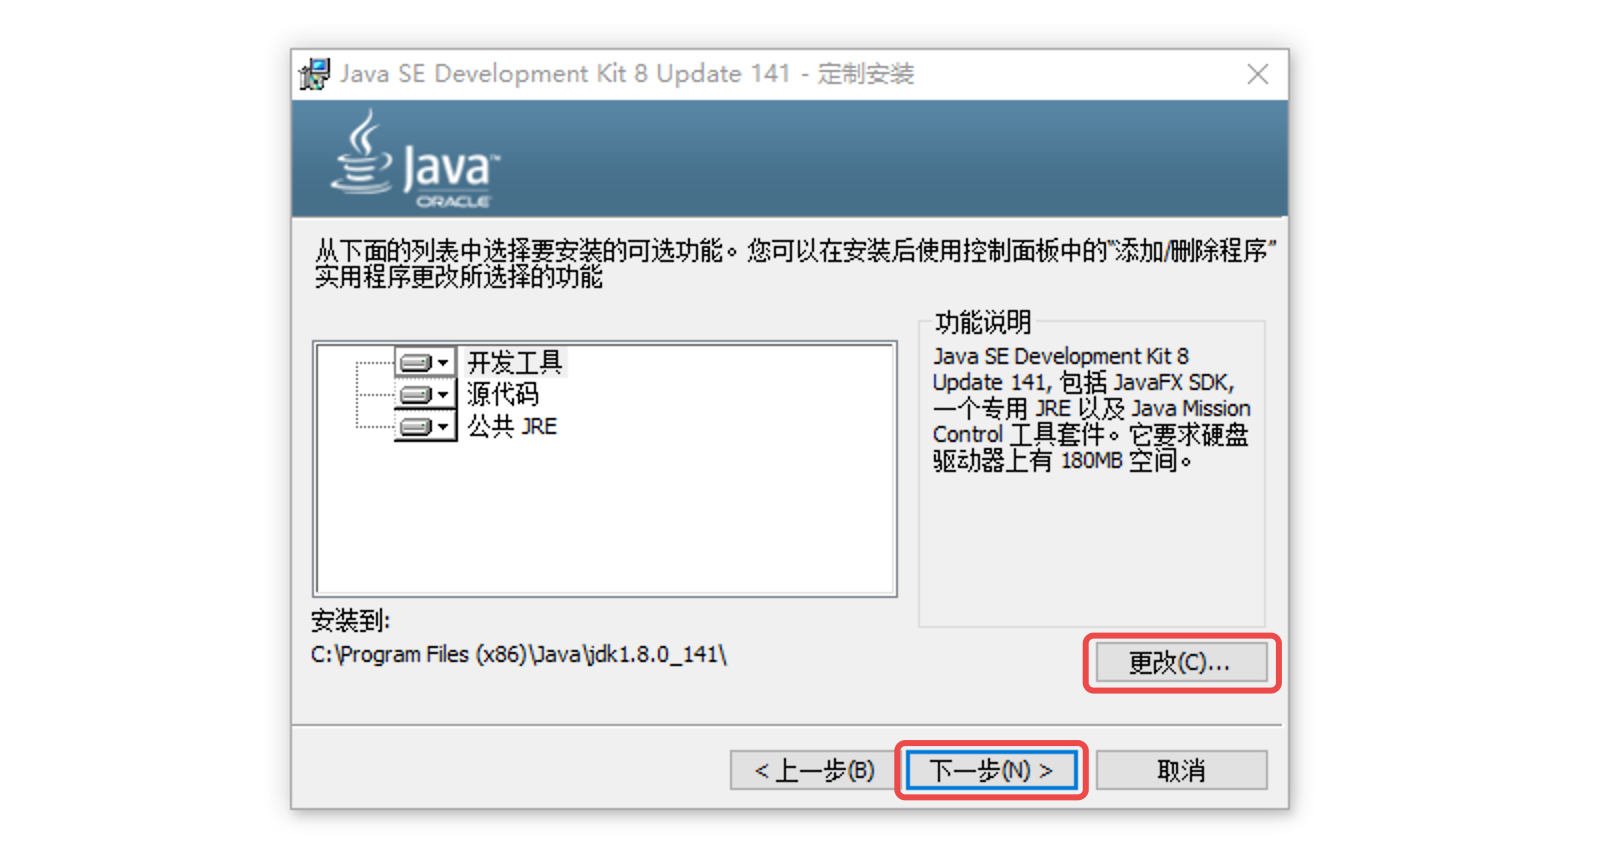 Java SE Development Kit 8 Update 141 - 定制安装
Java™
ORACLE
从下面的列表中选择要安装的可选功能。您可以在安装后使用控制面板中的“添加/删除程序”
实用程序更改所选择的功能
开发工具
源代码
公共 JRE
功能说明
Java SE Development Kit 8
Update 141, 包括 JavaFX SDK,
一个专用 JRE 以及 Java Mission
Control 工具套件。它要求硬盘
驱动器上有 180MB 空间。
安装到:
C:\Program Files (x86)\Java\jdk1.8.0_141\
更改(C)...
< 上一步(B)
下一步(N) >
取消